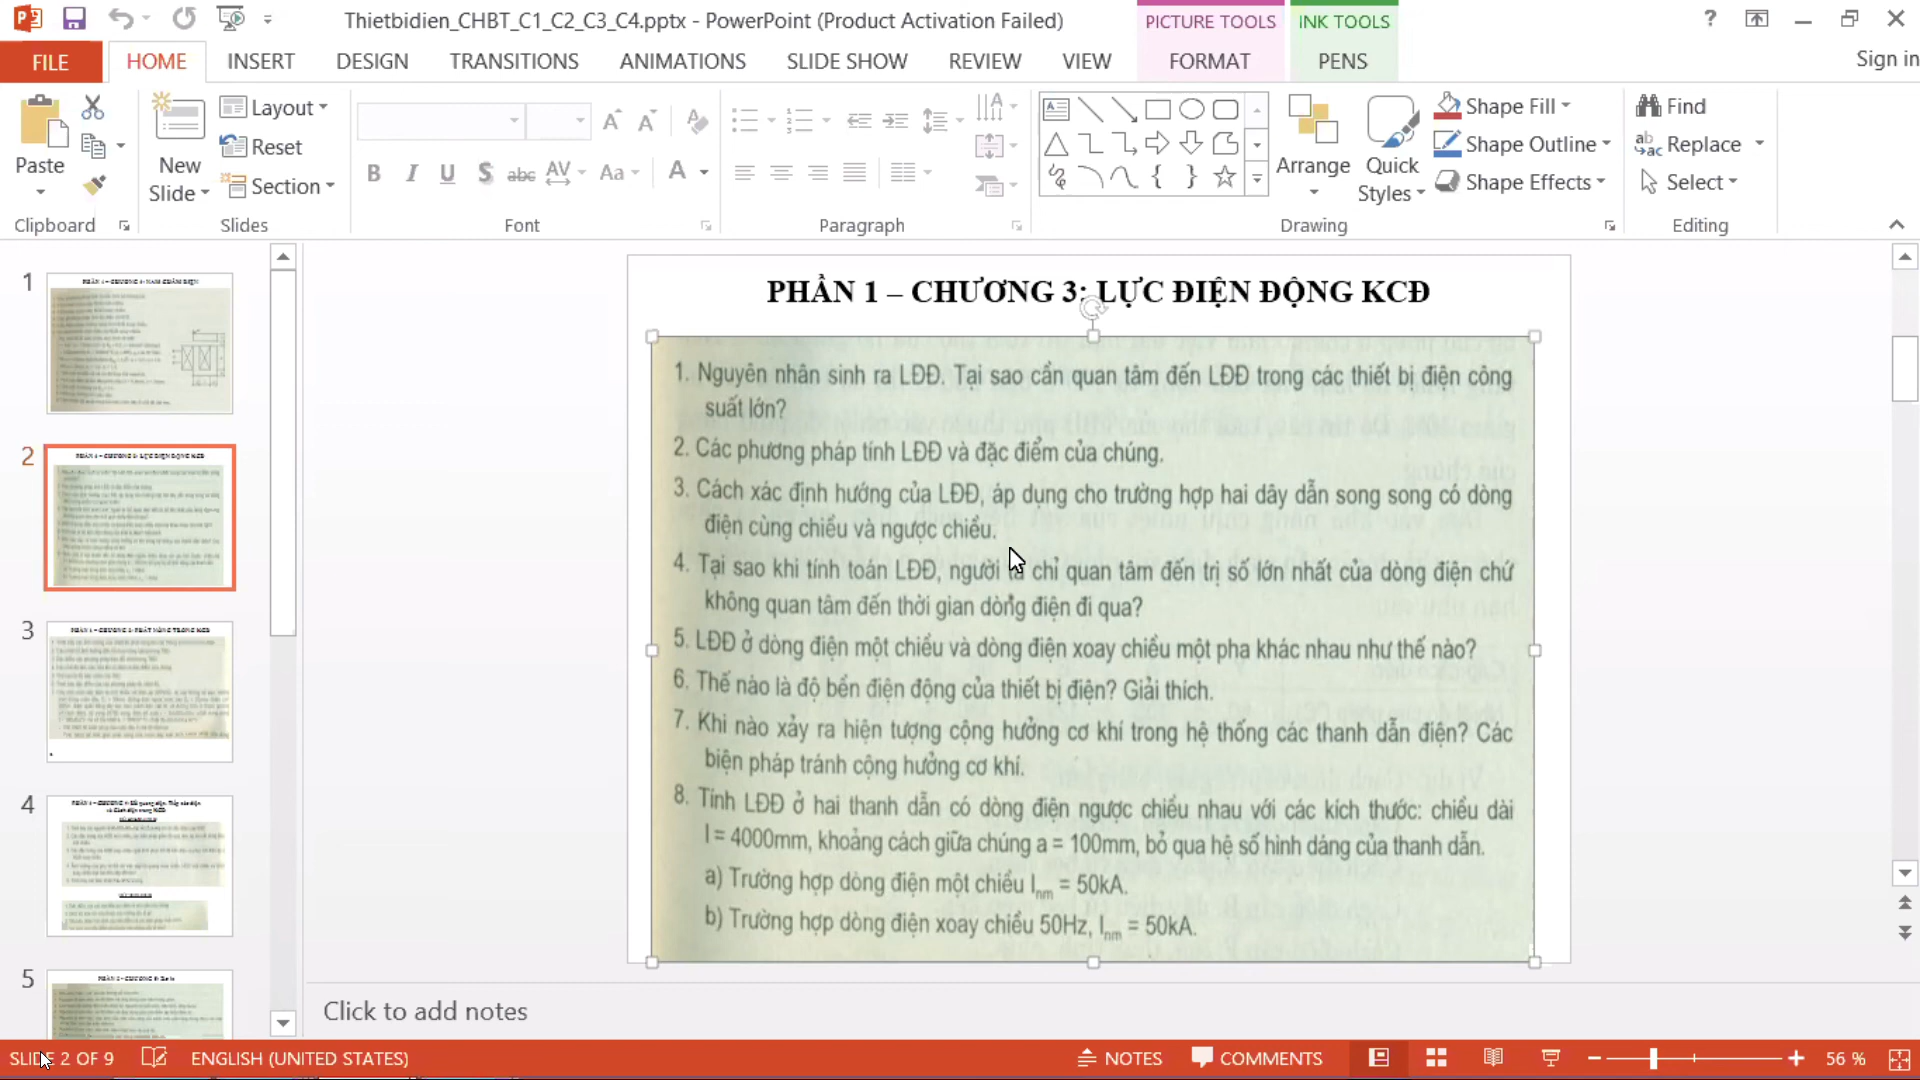 Thietbidien_CHBT_C1_C2_C3_C4.pptx - PowerPoint (Product Activation Failed)
PICTURE TOOLS
INK TOOLS
FILE
HOME
INSERT
DESIGN
TRANSITIONS
ANIMATIONS
SLIDE SHOW
REVIEW
VIEW
FORMAT
PENS
Sign in
Paste
New Slide
Layout
Reset
Section
Shape Fill
Shape Outline
Shape Effects
Arrange
Quick Styles
Find
Replace
Select
Clipboard
Slides
Font
Paragraph
Drawing
Editing
1
2
3
4
5
PHẦN 1 – CHƯƠNG 3: LỰC ĐIỆN ĐỘNG KCĐ
1. Nguyên nhân sinh ra LĐĐ. Tại sao cần quan tâm đến LĐĐ trong các thiết bị điện công
suất lớn?
2. Các phương pháp tính LĐĐ và đặc điểm của chúng.
3. Cách xác định hướng của LĐĐ, áp dụng cho trường hợp hai dây dẫn song song có dòng
điện cùng chiều và ngược chiều.
4. Tại sao khi tính toán LĐĐ, người ta chỉ quan tâm đến trị số lớn nhất của dòng điện chứ
không quan tâm đến thời gian dòng điện đi qua?
5. LĐĐ ở dòng điện một chiều và dòng điện xoay chiều một pha khác nhau như thế nào?
6. Thế nào là độ bền điện động của thiết bị điện? Giải thích.
7. Khi nào xảy ra hiện tượng cộng hưởng cơ khí trong hệ thống các thanh dẫn điện? Các
biện pháp tránh cộng hưởng cơ khí.
8. Tính LĐĐ ở hai thanh dẫn có dòng điện ngược chiều nhau với các kích thước: chiều dài
l = 4000mm, khoảng cách giữa chúng a = 100mm, bỏ qua hệ số hình dáng của thanh dẫn.
a) Trường hợp dòng điện một chiều Inm = 50kA.
b) Trường hợp dòng điện xoay chiều 50Hz, Inm = 50kA.
Click to add notes
SLIDE 2 OF 9
ENGLISH (UNITED STATES)
NOTES
COMMENTS
56 %